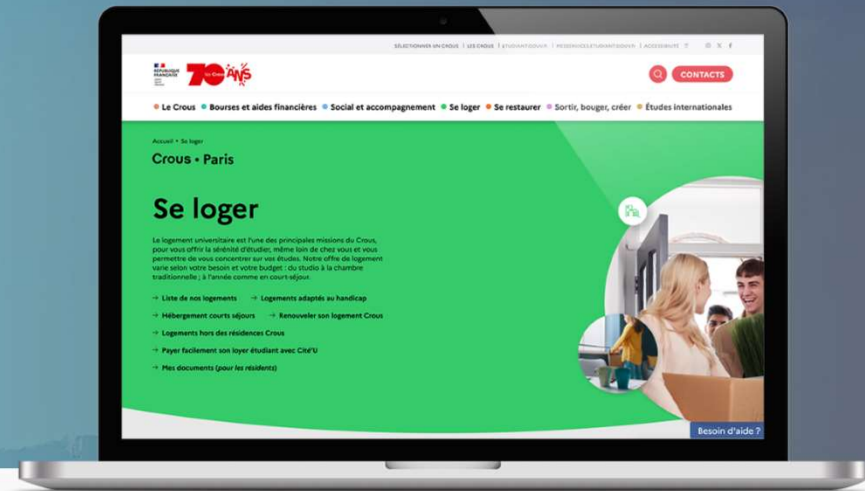 SÉLECTIONNER UN CROUS | LES CROUS | ETUDIANT.GOUV.FR | MESSERVICES.ETUDIANT.GOUV.FR | ACCESSIBILITÉ
RÉPUBLIQUE
FRANÇAISE
70 Les Crous ANS
CONTACTS
Le Crous Bourses et aides financières Social et accompagnement Se loger Se restaurer Sortir, bouger, créer Études internationales
Accueil • Se loger
Crous • Paris
Se loger
Le logement universitaire est l'une des principales missions du Crous,
pour vous offrir la sérénité d'étudier, même loin de chez vous et vous
permettre de vous concentrer sur vos études. Notre offre de logement
varie selon votre besoin et votre budget : du studio à la chambre
traditionnelle ; à l'année comme en court-séjour.
→ Liste de nos logements → Logements adaptés au handicap
→ Hébergement courts séjours → Renouveler son logement Crous
→ Logements hors des résidences Crous
→ Payer facilement son loyer étudiant avec Cité'U
→ Mes documents (pour les résidents)
Besoin d'aide ?